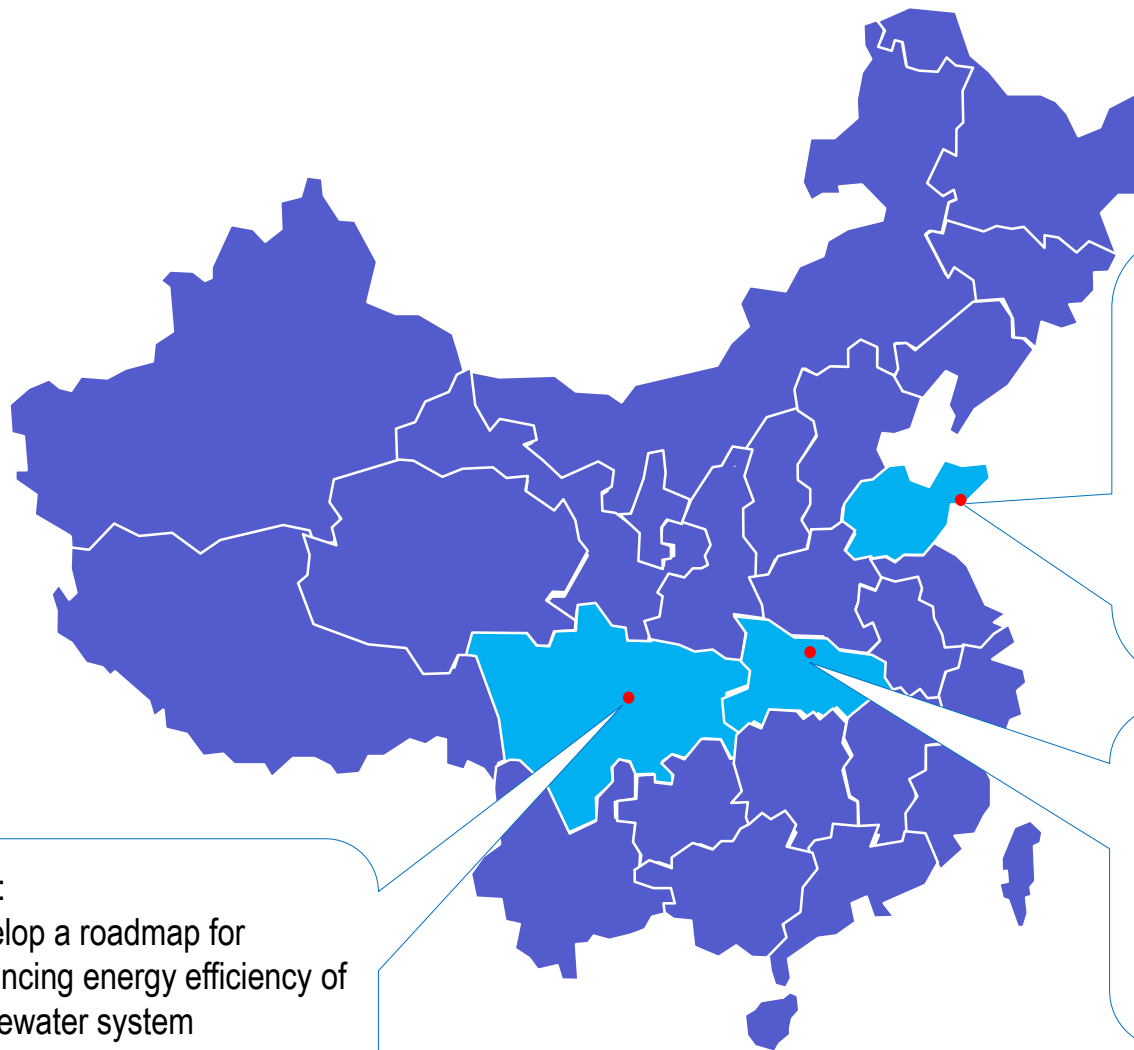 :
elop a roadmap for
ncing energy efficiency of
ewater system